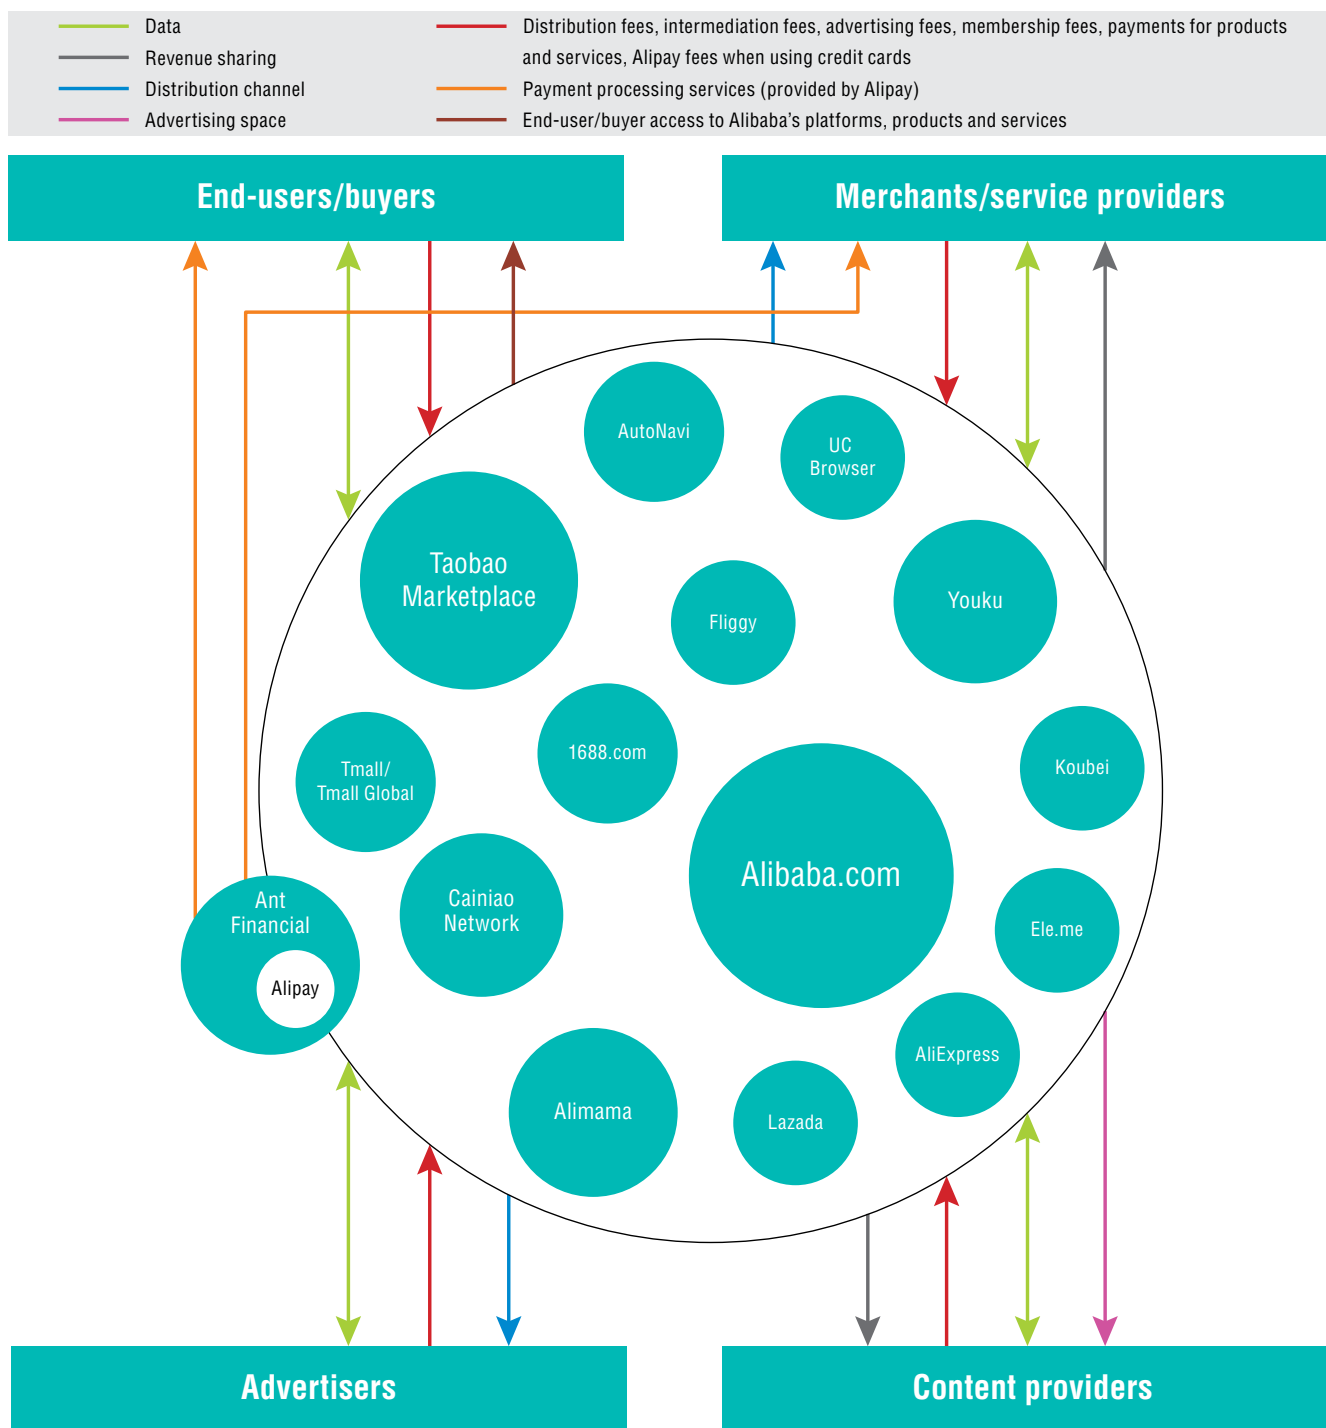 Data
Revenue sharing
Distribution channel
Advertising space
Distribution fees, intermediation fees, advertising fees, membership fees, payments for products
and services, Alipay fees when using credit cards
Payment processing services (provided by Alipay)
End-user/buyer access to Alibaba's platforms, products and services
End-users/buyers
Merchants/service providers
AutoNavi
UC
Browser
Taobao
Marketplace
Fliggy
Youku
1688.com
Tmall/
Tmall Global
Koubei
Alibaba.com
Cainiao
Network
Ant
Financial
Alipay
Ele.me
AliExpress
Alimama
Lazada
Advertisers
Content providers